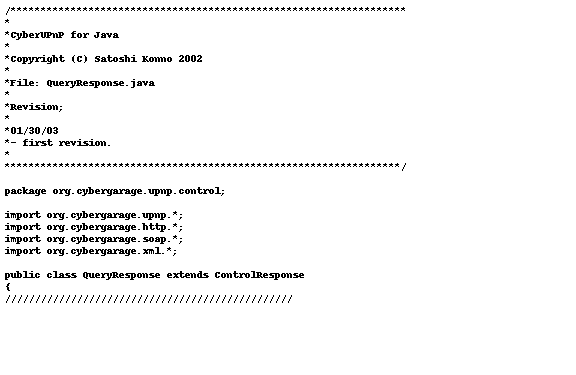 /******************************************************************
*
*CyberUPnP for Java
*
*Copyright (C) Satoshi Konno 2002
*
*File: QueryResponse.java
*
*Revision;
*
*01/30/03
*- first revision.
*
******************************************************************/
package org.cybergarage.upnp.control;
import org.cybergarage.upnp.*;
import org.cybergarage.http.*;
import org.cybergarage.soap.*;
import org.cybergarage.xml.*;
public class QueryResponse extends ControlResponse
{
////////////////////////////////////////////////